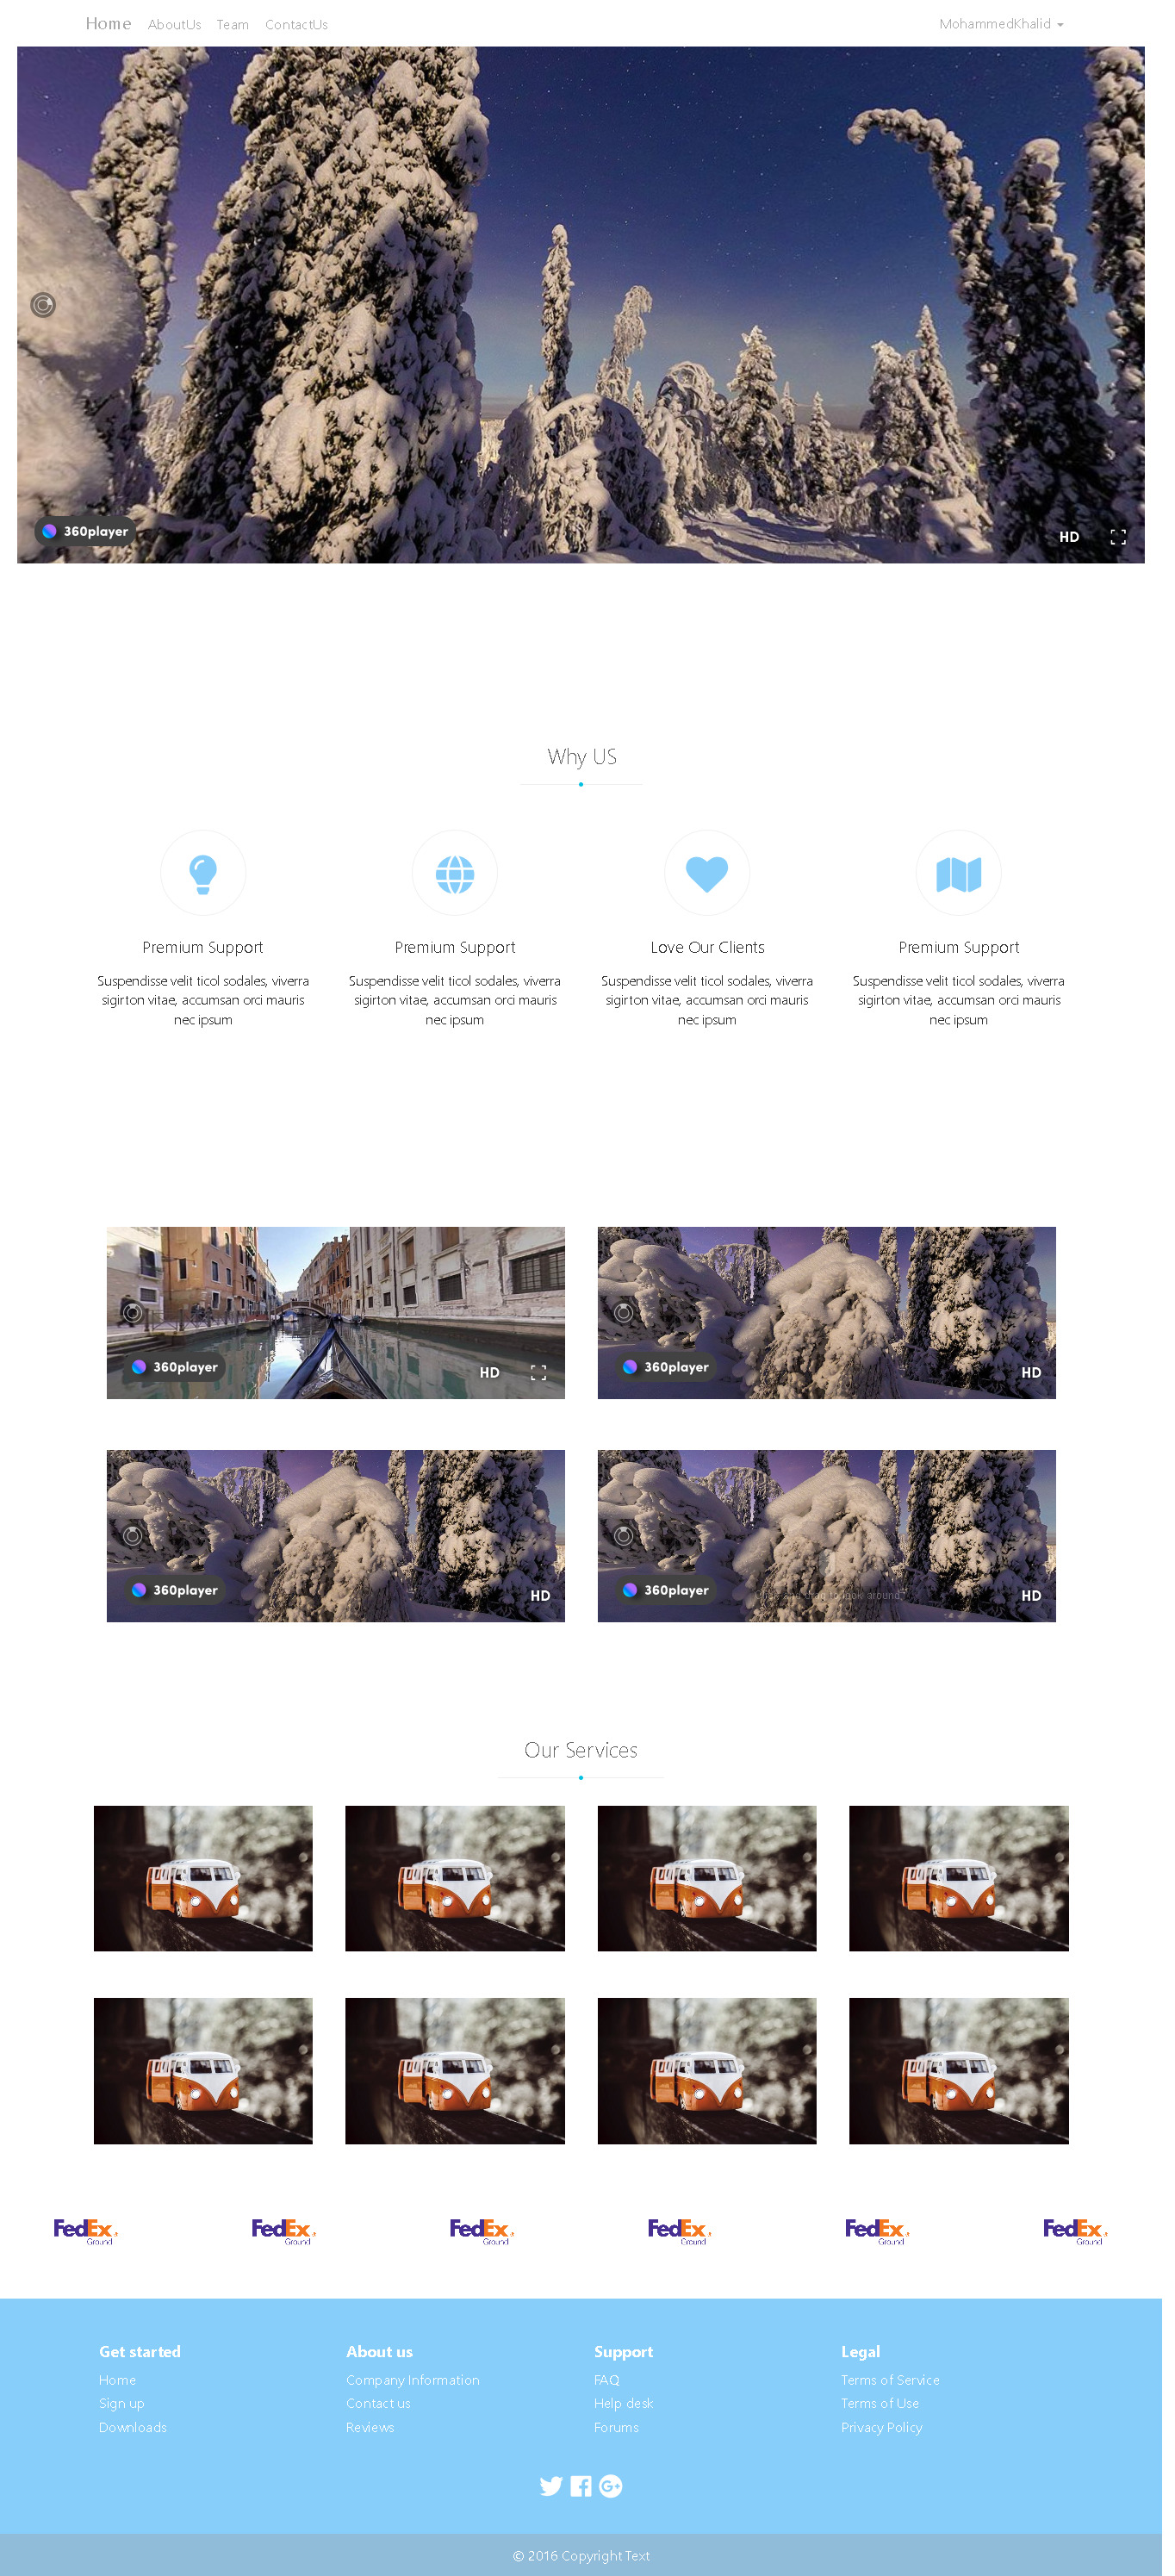 Home AboutUs Team ContactUs MohammedKhalid
360player HD
Why US
Premium Support Premium Support Love Our Clients Premium Support
Suspendisse velit ticol sodales, viverra Suspendisse velit ticol sodales, viverra Suspendisse velit ticol sodales, viverra Suspendisse velit ticol sodales, viverra
sigirton vitae, accumsan orci mauris sigirton vitae, accumsan orci mauris sigirton vitae, accumsan orci mauris sigirton vitae, accumsan orci mauris
nec ipsum nec ipsum nec ipsum nec ipsum
360player HD 360player HD
360player HD 360player HD
Our Services
FedEx FedEx FedEx FedEx FedEx FedEx
Ground Ground Ground Ground Ground Ground
Get started About us Support Legal
Home Company Information FAQ Terms of Service
Sign up Contact us Help desk Terms of Use
Downloads Reviews Forums Privacy Policy
© 2016 Copyright Text